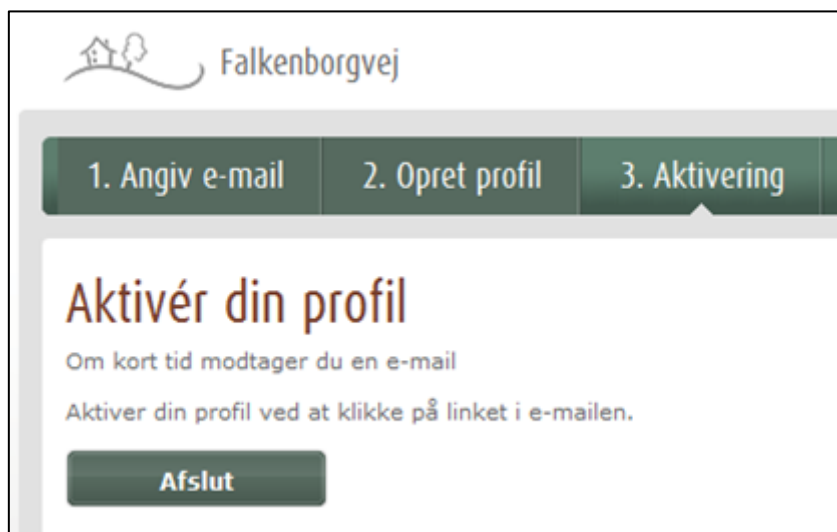 Falkenborgvej
1. Angiv e-mail
2. Opret profil
3. Aktivering
Aktivér din profil
Om kort tid modtager du en e-mail
Aktiver din profil ved at klikke på linket i e-mailen.
Afslut